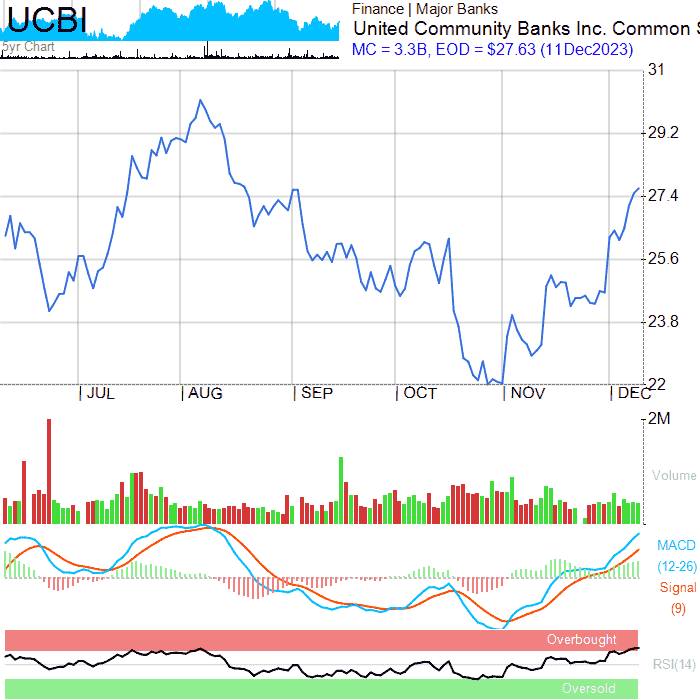 UCBI
5yr Chart
Finance | Major Banks
United Community Banks Inc. Common S
MC = 3.3B, EOD = $27.63 (11Dec2023)
31
29.2
27.4
25.6
23.8
22
JUL AUG SEP OCT NOV DEC
2M
Volume
MACD
(12-26)
Signal
(9)
Overbought
RSI(14)
Oversold